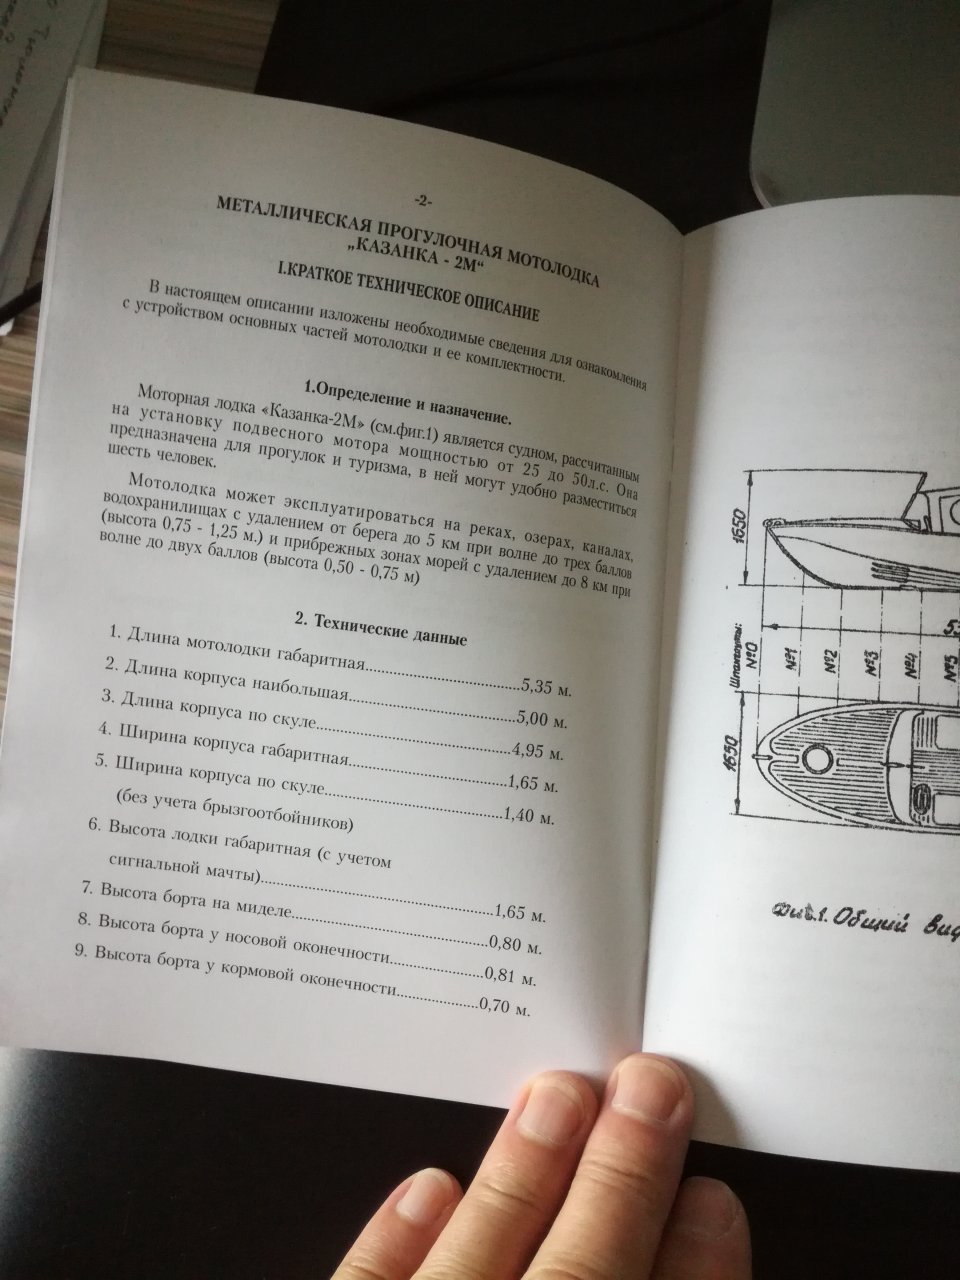 -2-
МЕТАЛЛИЧЕСКАЯ ПРОГУЛОЧНАЯ МОТОЛОДКА
„КАЗАНКА - 2М“
I.КРАТКОЕ ТЕХНИЧЕСКОЕ ОПИСАНИЕ
В настоящем описании изложены необходимые сведения для ознакомления
с устройством основных частей мотолодки и ее комплектности.
1.Определение и назначение.
Моторная лодка «Казанка-2М» (см.фиг.1) является судном, рассчитанным
на установку подвесного мотора мощностью от 25 до 50л.с. Она
предназначена для прогулок и туризма, в ней могут удобно разместиться
шесть человек.
Мотолодка может эксплуатироваться на реках, озерах, каналах,
водохранилищах с удалением от берега до 5 км при волне до трех баллов
(высота 0,75 - 1,25 м.) и прибрежных зонах морей с удалением до 8 км при
волне до двух баллов (высота 0,50 - 0,75 м)
2. Технические данные
1. Длина мотолодки габаритная..................................5,35 м.
2. Длина корпуса наибольшая....................................5,00 м.
3. Длина корпуса по скуле..........................................4,95 м.
4. Ширина корпуса габаритная..................................1,65 м.
5. Ширина корпуса по скуле.......................................1,40 м.
(без учета брызгоотбойников)
6. Высота лодки габаритная (с учетом
сигнальной мачты)...................................................1,65 м.
7. Высота борта на миделе...........................................0,80 м.
8. Высота борта у носовой оконечности.....................0,81 м.
9. Высота борта у кормовой оконечности..................0,70 м.
1650
53
Шпангоуты:
№0
№1
№2
№3
№4
№5
1650
Фиг.1. Общий вид